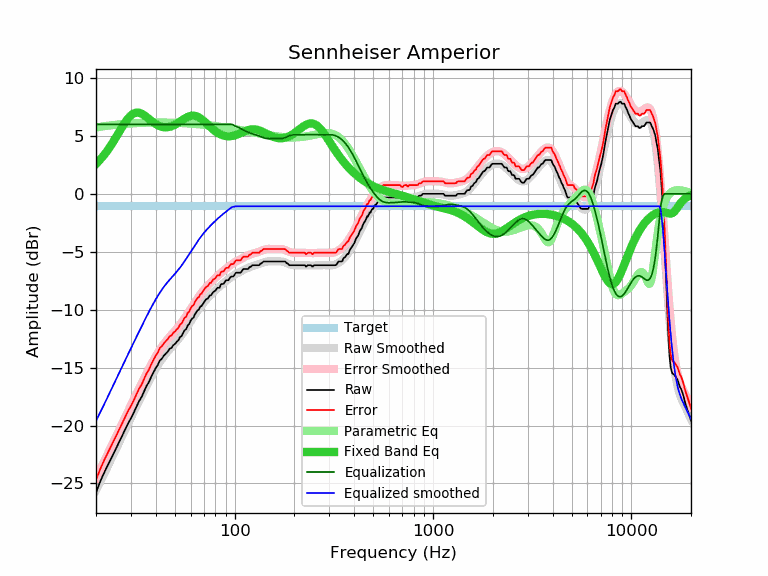 Sennheiser Amperior
10
5
0
−5
−10
−15
−20
−25
Amplitude (dBr)
Target
Raw Smoothed
Error Smoothed
Raw
Error
Parametric Eq
Fixed Band Eq
Equalization
Equalized smoothed
100
1000
10000
Frequency (Hz)